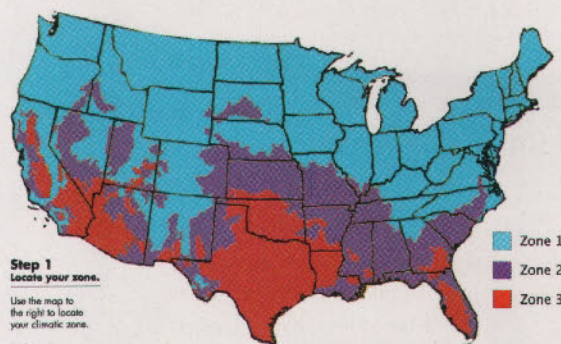 Step 1
Locate your zone.
Use the map to
the right to locate
your climatic zone.
Zone 1
Zone 2
Zone 3